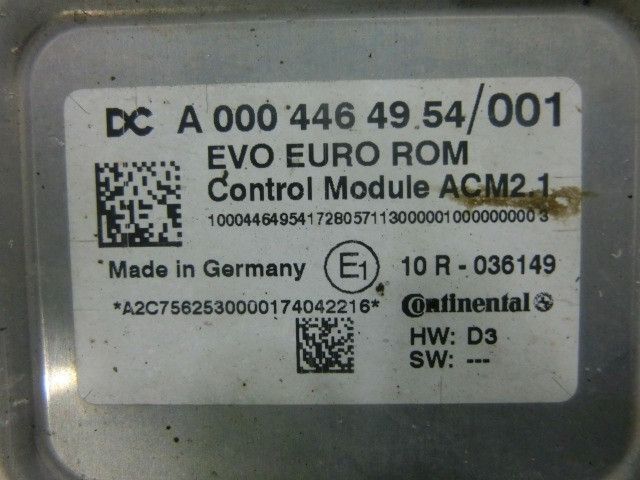 DC A 000 446 49 54/001
EVO EURO ROM
Control Module ACM2.1
10004464954172805711300000100000000003
Made in Germany E1 10 R - 036149
*A2C7562530000174042216* Continental
HW: D3
SW: ---